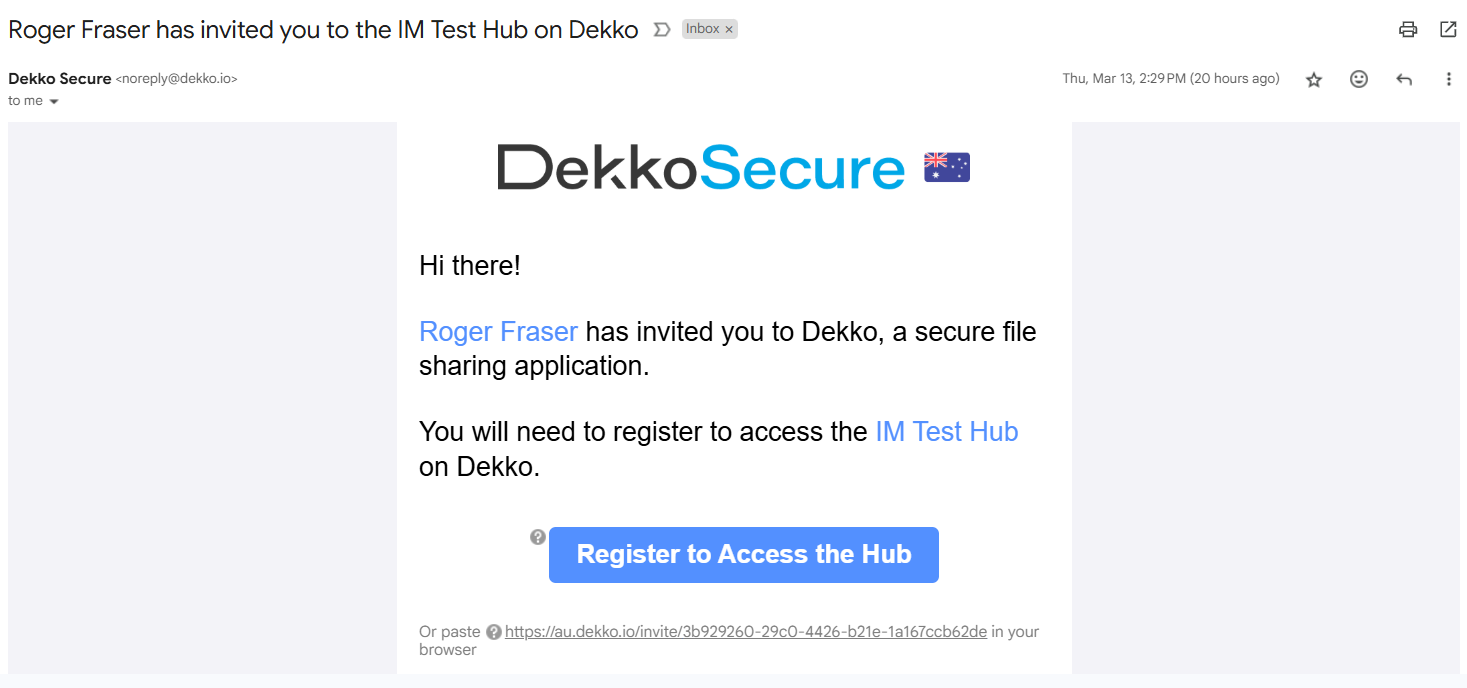 Roger Fraser has invited you to the IM Test Hub on Dekko Inbox ×
Dekko Secure <noreply@dekko.io> Thu, Mar 13, 2:29 PM (20 hours ago)
to me
DekkoSecure
Hi there!
Roger Fraser has invited you to Dekko, a secure file
sharing application.
You will need to register to access the IM Test Hub
on Dekko.
? Register to Access the Hub
Or paste ? https://au.dekko.io/invite/3b929260-29c0-4426-b21e-1a167ccb62de in your
browser